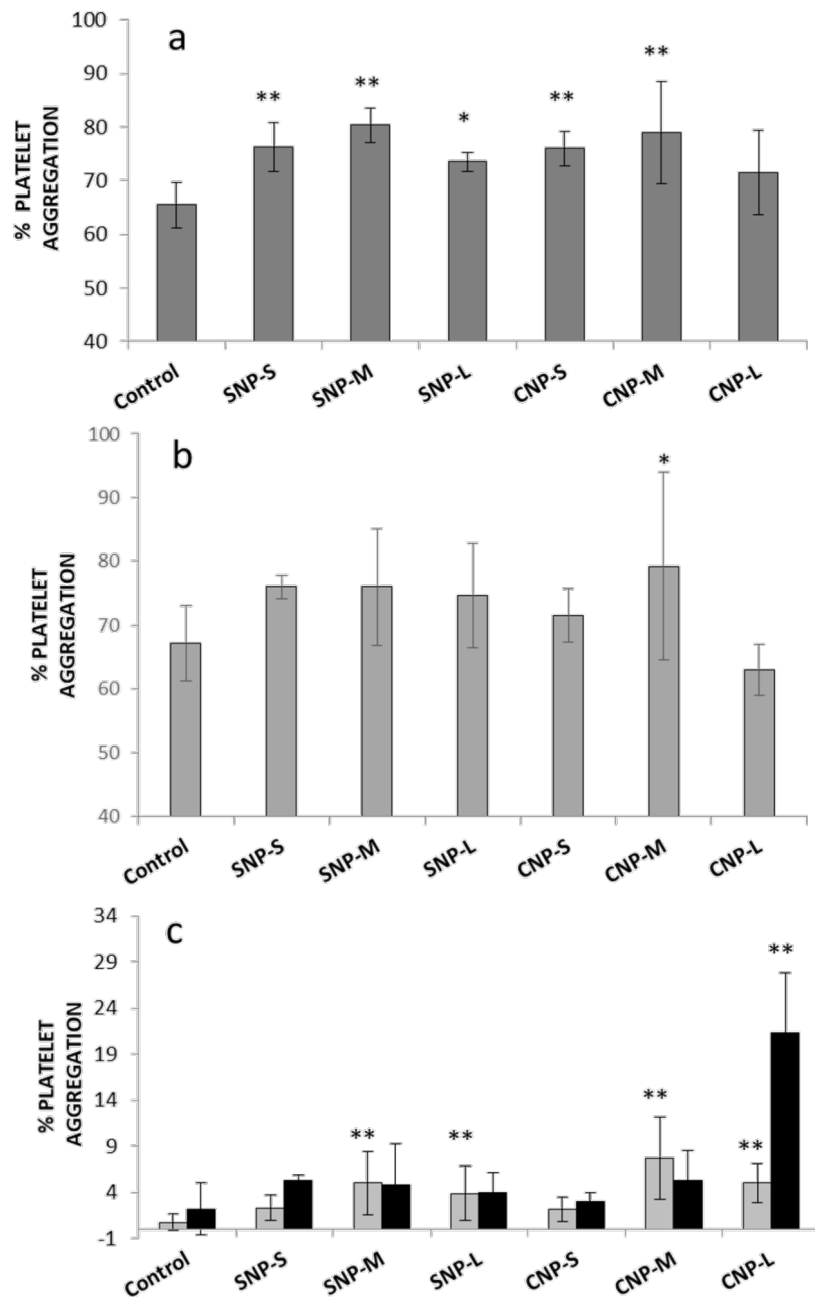 a
% PLATELET
AGGREGATION
100
90
80
70
60
50
40
** ** * ** ** 
Control SNP-S SNP-M SNP-L CNP-S CNP-M CNP-L
b
% PLATELET
AGGREGATION
100
90
80
70
60
50
40
*
Control SNP-S SNP-M SNP-L CNP-S CNP-M CNP-L
c
% PLATELET
AGGREGATION
34
29
24
19
14
9
4
-1
** ** ** ** **
Control SNP-S SNP-M SNP-L CNP-S CNP-M CNP-L